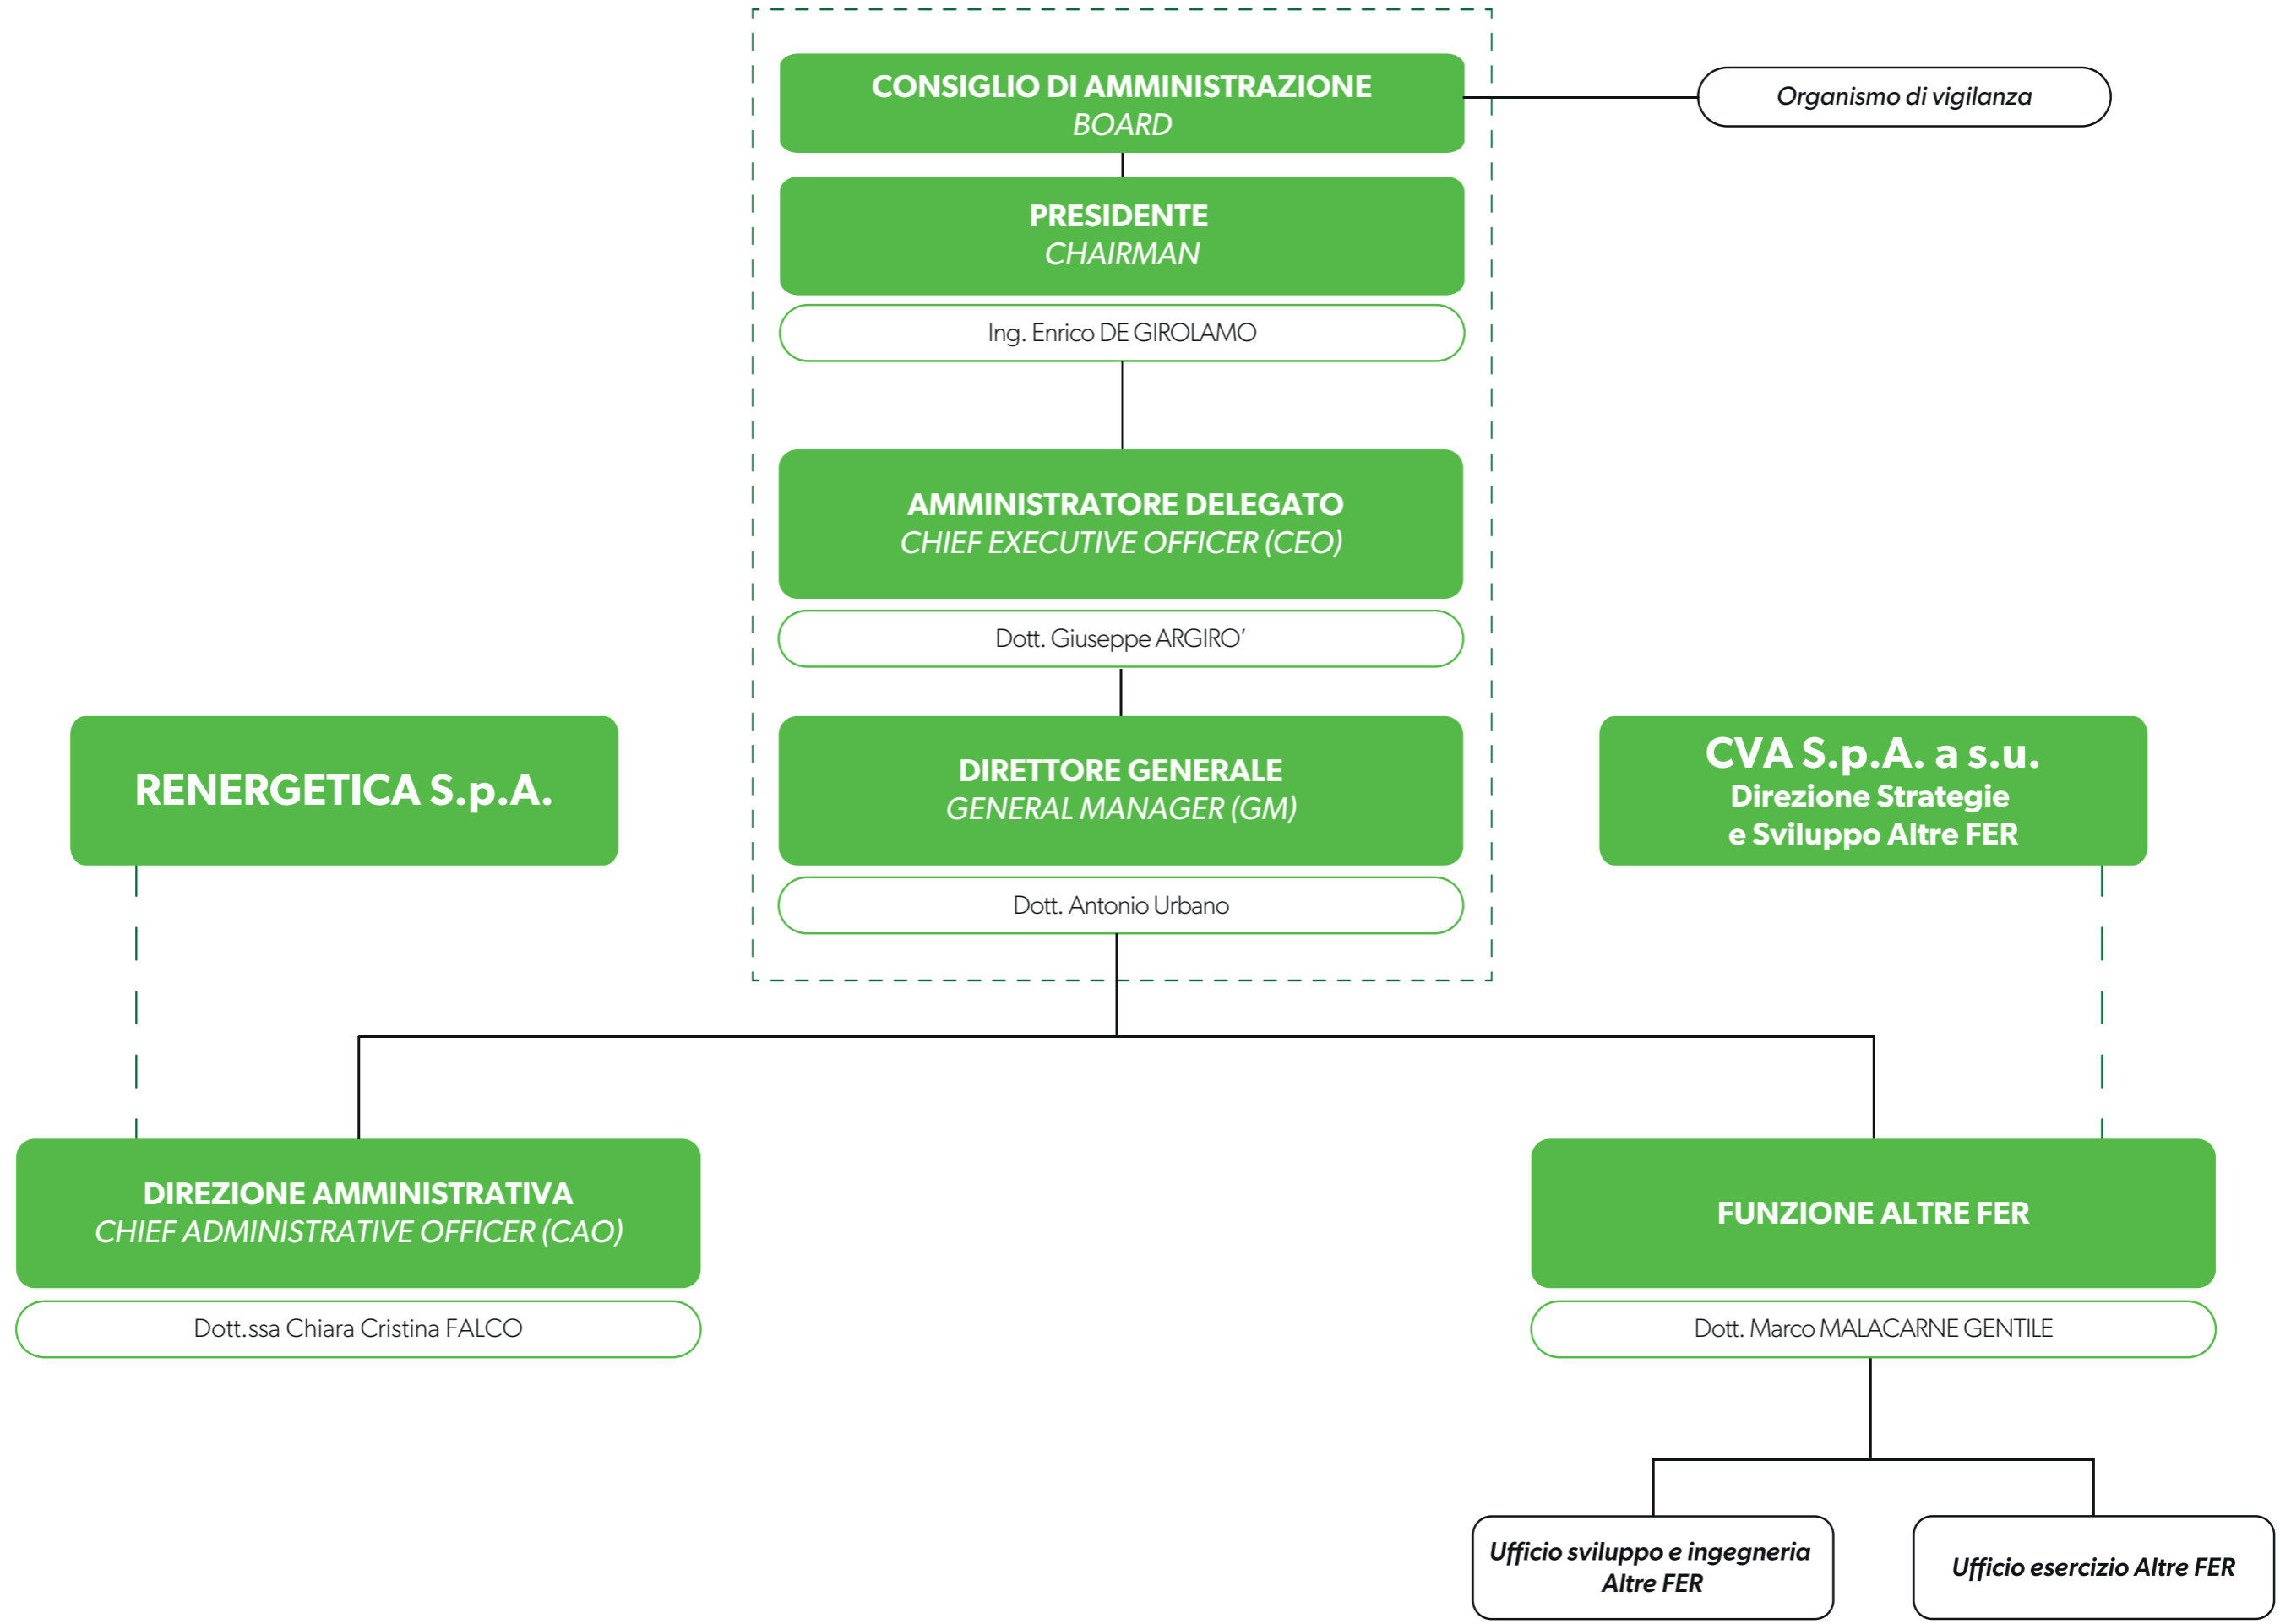 CONSIGLIO DI AMMINISTRAZIONE
BOARD
Organismo di vigilanza
PRESIDENTE
CHAIRMAN
Ing. Enrico DE GIROLAMO
AMMINISTRATORE DELEGATO
CHIEF EXECUTIVE OFFICER (CEO)
Dott. Giuseppe ARGIRO’
RENERGETICA S.p.A.
DIRETTORE GENERALE
GENERAL MANAGER (GM)
Dott. Antonio Urbano
CVA S.p.A. a s.u.
Direzione Strategie
e Sviluppo Altre FER
DIREZIONE AMMINISTRATIVA
CHIEF ADMINISTRATIVE OFFICER (CAO)
Dott.ssa Chiara Cristina FALCO
FUNZIONE ALTRE FER
Dott. Marco MALACARNE GENTILE
Ufficio sviluppo e ingegneria
Altre FER
Ufficio esercizio Altre FER